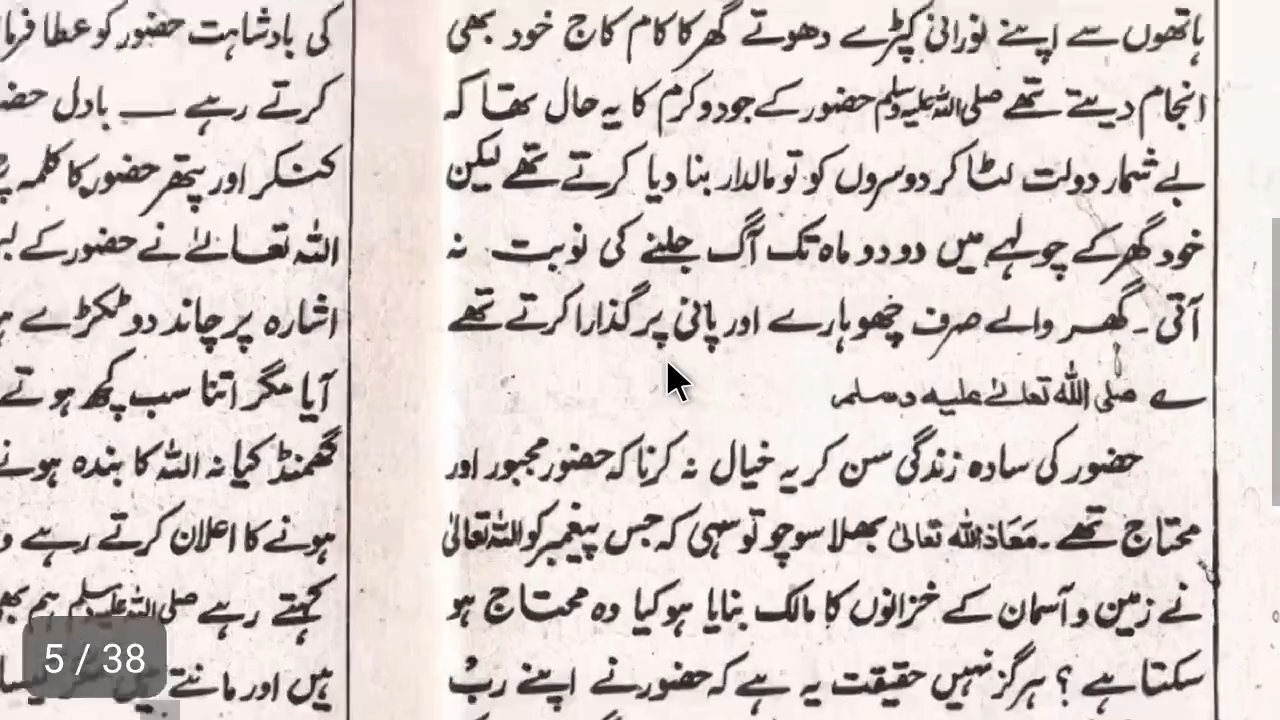 ہاتھوں سے اپنے نورانی کپڑے دھوتے گھر کا کام کاج خود بھی
انجام دیتے تھے صلی اللہ علیہ وسلم حضور کے جود و کرم کا یہ حال تھا کہ
بے شمار دولت لٹا کر دوسروں کو تو مالدار بنا دیا کرتے تھے لیکن
خود گھر کے چولہے میں دو دو ماہ تک آگ جلنے کی نوبت نہ
آتی ۔ گھر والے صرف چھوہارے اور پانی پر گذارا کرتے تھے
ے صلی اللہ تعالےٰ علیہ وسلم
حضور کی سادہ زندگی سن کر یہ خیال نہ کرنا کہ حضور مجبور اور
محتاج تھے ۔ مَعَاذَ اللہ تعالیٰ بھلا سوچو تو سہی کہ جس پیغمبر کو اللہ تعالیٰ
نے زمین و آسمان کے خزانوں کا مالک بنایا ہو کیا وہ محتاج ہو
سکتا ہے ؟ ہرگز نہیں حقیقت یہ ہے کہ حضور نے اپنے ربّ
کی بادشاہت حضور کو عطا
کرتے رہے ــ بادل
کنکر اور پتھر حضور کا کلمہ
اللہ تعالےٰ نے حضور کے
اشارہ پر چاند دو ٹکڑے
آیا مگر اتنا سب کچھ ہوتے
گھمنڈ کیا نہ اللہ کا بندہ ہونے
ہونے کا اعلان کرتے رہے
کہتے رہے صلی اللہ علیہ وسلم ہم
ہیں اور مانتے
5 / 38